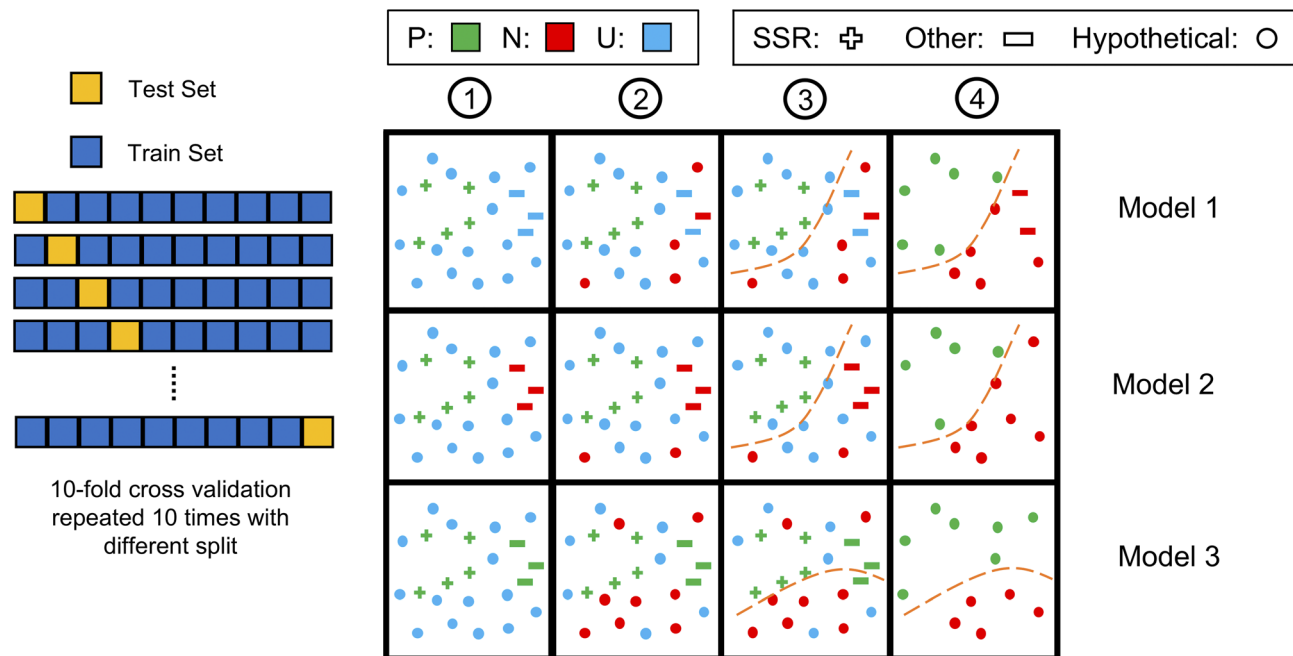 P: N: U:
SSR: Other: Hypothetical:
Test Set
Train Set
1 2 3 4
Model 1
Model 2
Model 3
10-fold cross validation
repeated 10 times with
different split